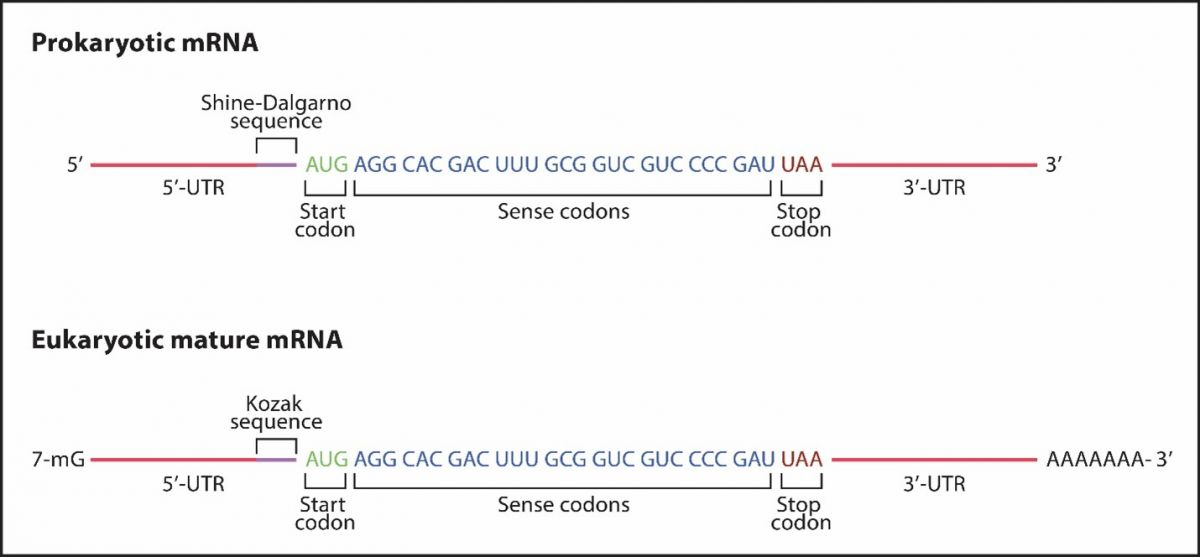 Prokaryotic mRNA
Shine-Dalgarno
sequence
5’ AUG AGG CAC GAC UUU GCG GUC GUC CCC GAU UAA 3’
5’-UTR 3’-UTR
Start
codon
Sense codons
Stop
codon
Eukaryotic mature mRNA
Kozak
sequence
7-mG AUG AGG CAC GAC UUU GCG GUC GUC CCC GAU UAA AAAAAAA- 3’
5’-UTR 3’-UTR
Start
codon
Sense codons
Stop
codon